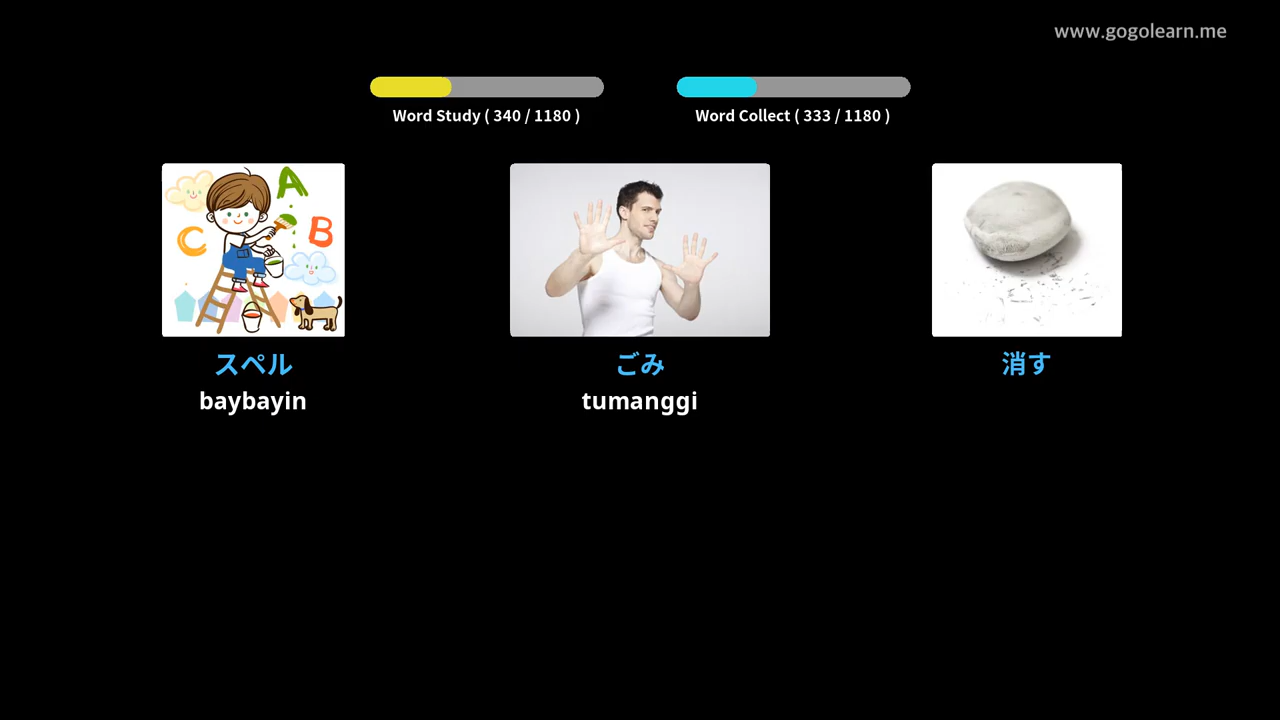 www.gogolearn.me
Word Study ( 340 / 1180 )
Word Collect ( 333 / 1180 )
A
B
C
スペル
baybayin
ごみ
tumanggi
消す